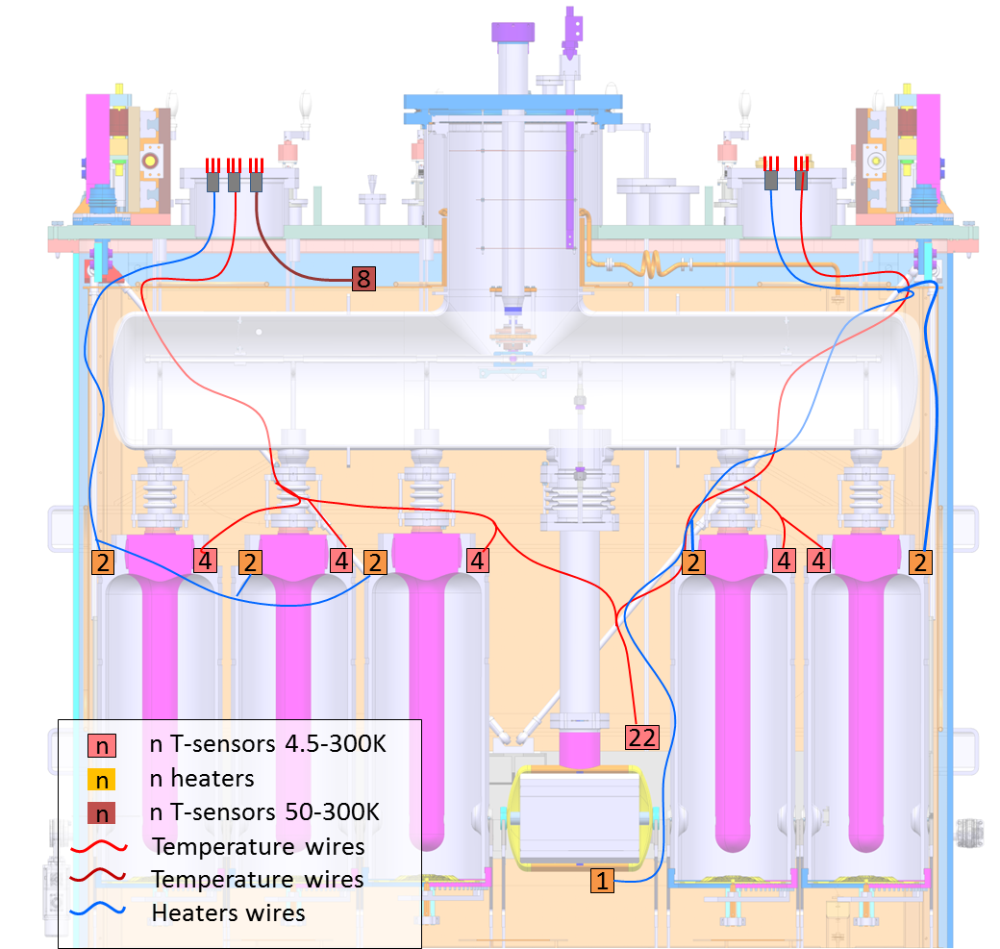 8
2
4
2
4
2
4
2
4
4
2
22
1
n n T-sensors 4.5-300K
n n heaters
n n T-sensors 50-300K
Temperature wires
Temperature wires
Heaters wires